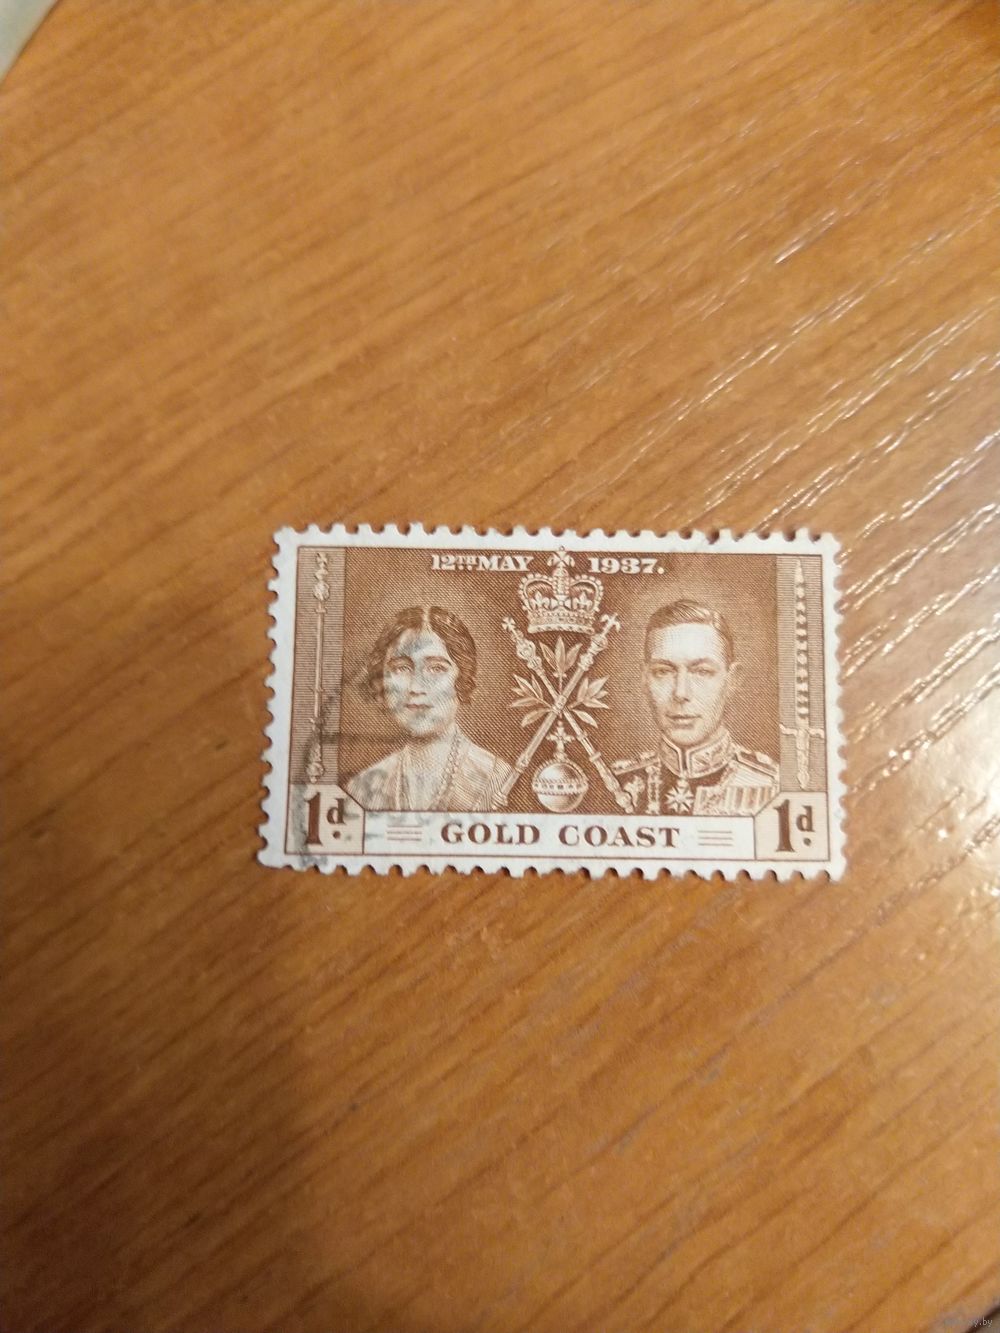 12TH MAY 1937.
1d. GOLD COAST 1d.